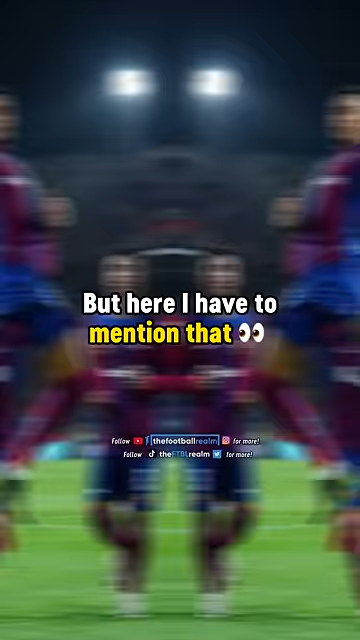 But here I have to
mention that 👀
Follow thefootballrealm for more!
Follow theFTBLrealm for more!